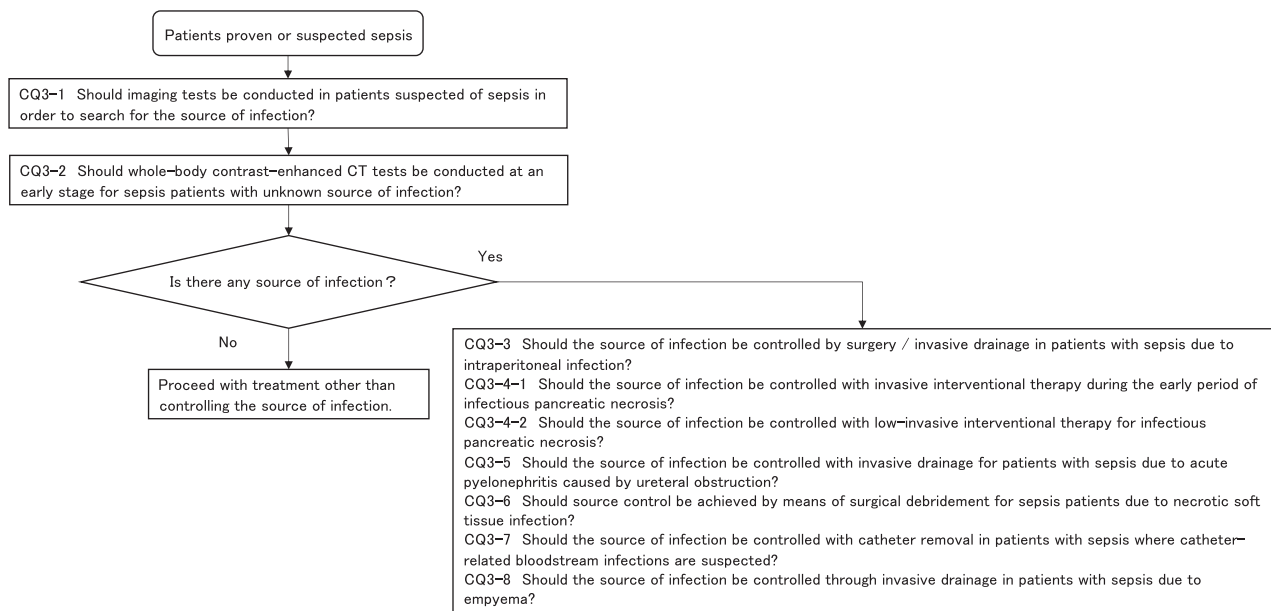 Patients proven or suspected sepsis
CQ3-1 Should imaging tests be conducted in patients suspected of sepsis in
order to search for the source of infection?
CQ3-2 Should whole-body contrast-enhanced CT tests be conducted at an
early stage for sepsis patients with unknown source of infection?
Is there any source of infection?
Yes
No
Proceed with treatment other than
controlling the source of infection.
CQ3-3 Should the source of infection be controlled by surgery / invasive drainage in patients with sepsis due to
intraperitoneal infection?
CQ3-4-1 Should the source of infection be controlled with invasive interventional therapy during the early period of
infectious pancreatic necrosis?
CQ3-4-2 Should the source of infection be controlled with low-invasive interventional therapy for infectious
pancreatic necrosis?
CQ3-5 Should the source of infection be controlled with invasive drainage for patients with sepsis due to acute
pyelonephritis caused by ureteral obstruction?
CQ3-6 Should source control be achieved by means of surgical debridement for sepsis patients due to necrotic soft
tissue infection?
CQ3-7 Should the source of infection be controlled with catheter removal in patients with sepsis where catheter-
related bloodstream infections are suspected?
CQ3-8 Should the source of infection be controlled through invasive drainage in patients with sepsis due to
empyema?